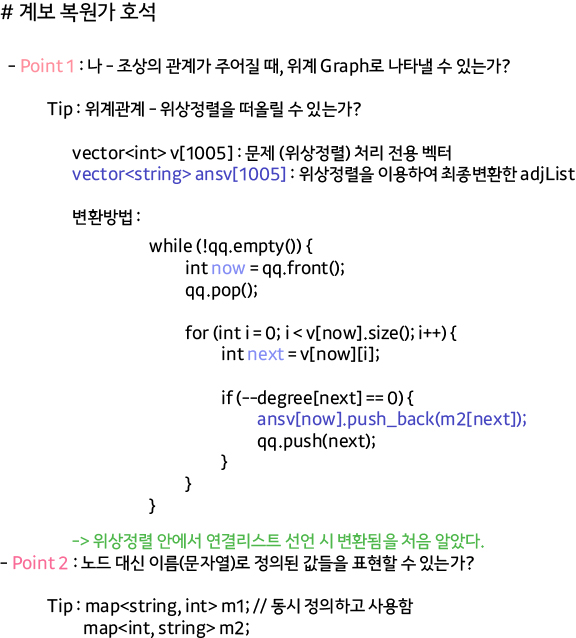 # 계보 복원가 호석
- Point 1 : 나 - 조상의 관계가 주어질 때, 위계 Graph로 나타낼 수 있는가?
Tip : 위계관계 - 위상정렬을 떠올릴 수 있는가?
vector<int> v[1005] : 문제 (위상정렬) 처리 전용 벡터
vector<string> ansv[1005] : 위상정렬을 이용하여 최종변환한 adjList
변환방법 :
while (!qq.empty()) {
int now = qq.front();
qq.pop();
for (int i = 0; i < v[now].size(); i++) {
int next = v[now][i];
if (--degree[next] == 0) {
ansv[now].push_back(m2[next]);
qq.push(next);
}
}
}
-> 위상정렬 안에서 연결리스트 선언 시 변환됨을 처음 알았다.
- Point 2 : 노드 대신 이름(문자열)로 정의된 값들을 표현할 수 있는가?
Tip : map<string, int> m1; // 동시 정의하고 사용함
map<int, string> m2;